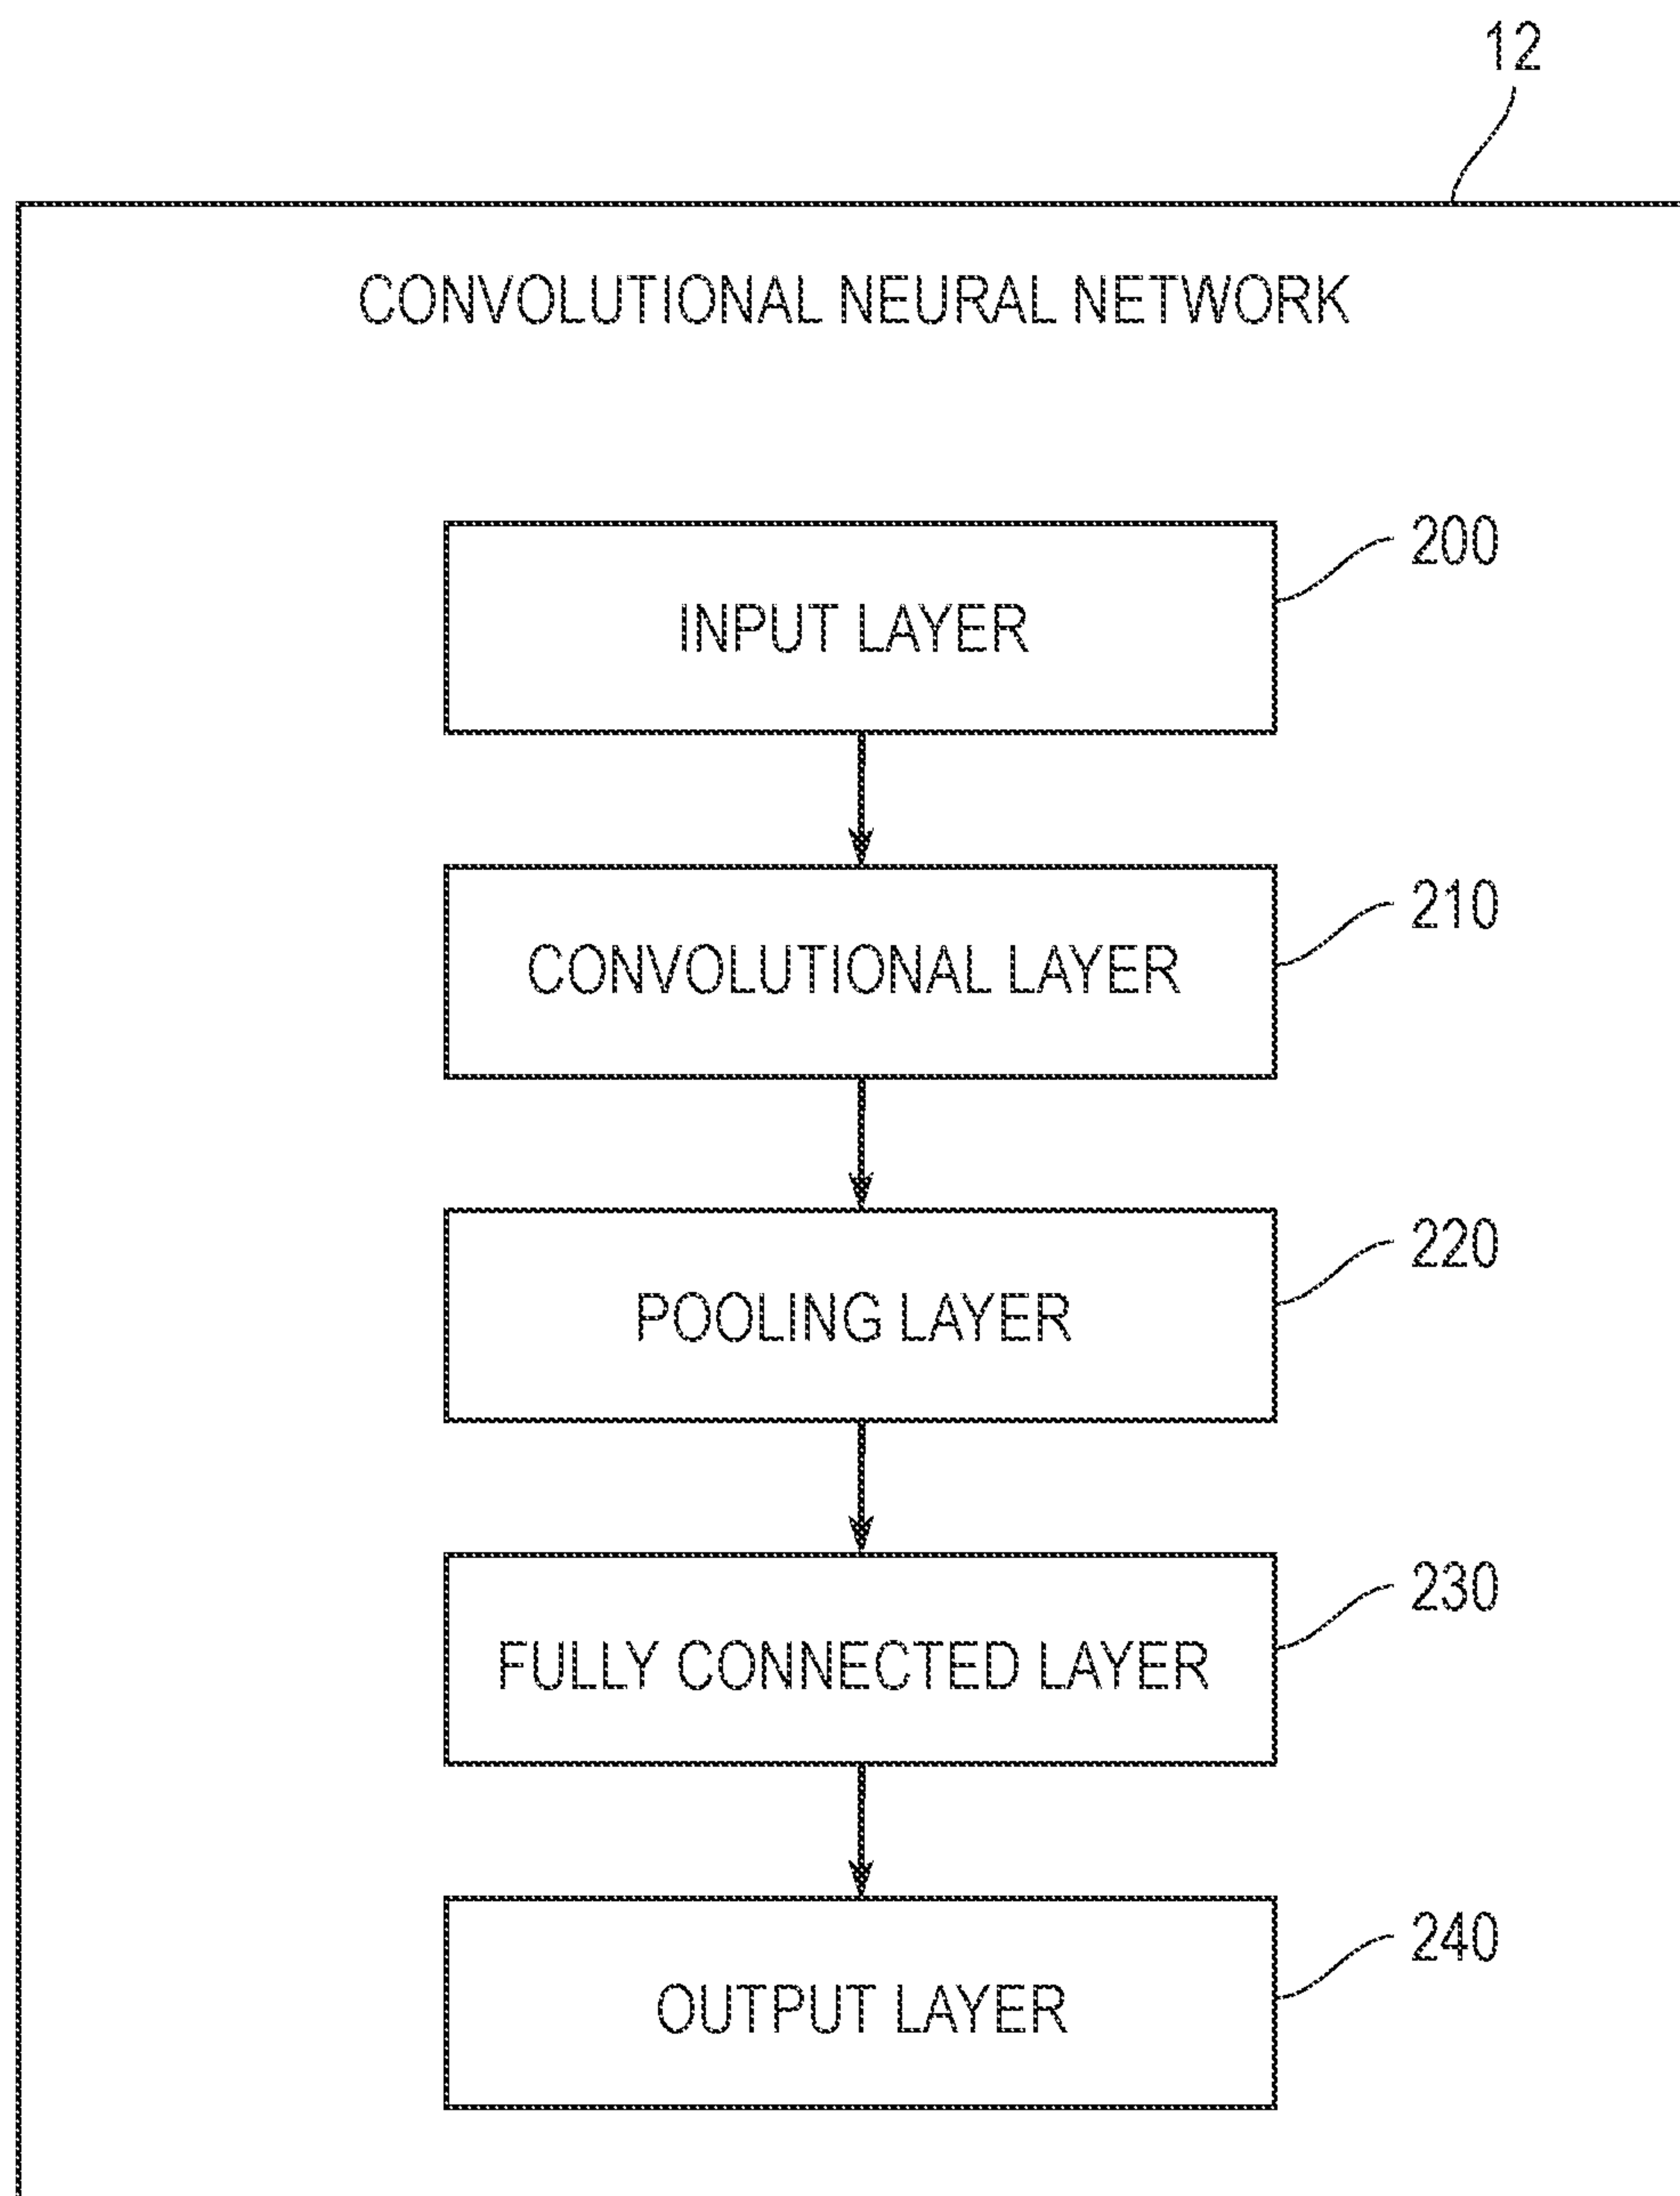 12
CONVOLUTIONAL NEURAL NETWORK
200
INPUT LAYER
210
CONVOLUTIONAL LAYER
220
POOLING LAYER
230
FULLY CONNECTED LAYER
240
OUTPUT LAYER